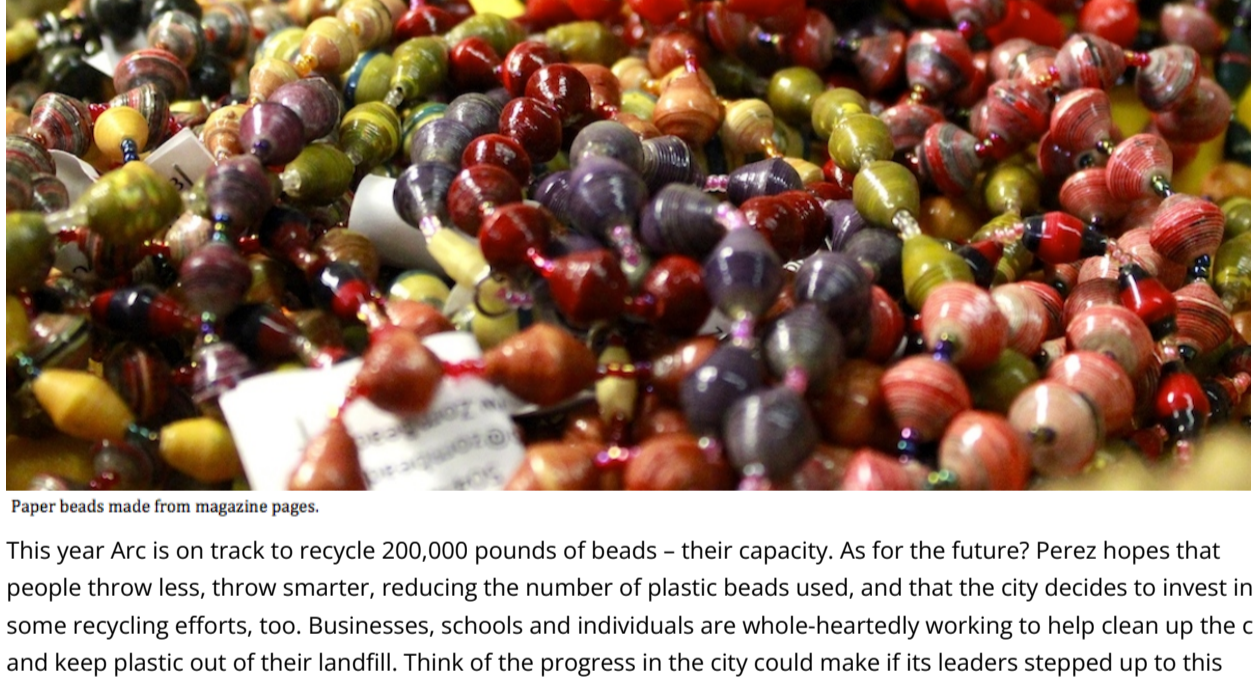 Paper beads made from magazine pages.
This year Arc is on track to recycle 200,000 pounds of beads – their capacity. As for the future? Perez hopes that
people throw less, throw smarter, reducing the number of plastic beads used, and that the city decides to invest in
some recycling efforts, too. Businesses, schools and individuals are whole-heartedly working to help clean up the c
and keep plastic out of their landfill. Think of the progress in the city could make if its leaders stepped up to this